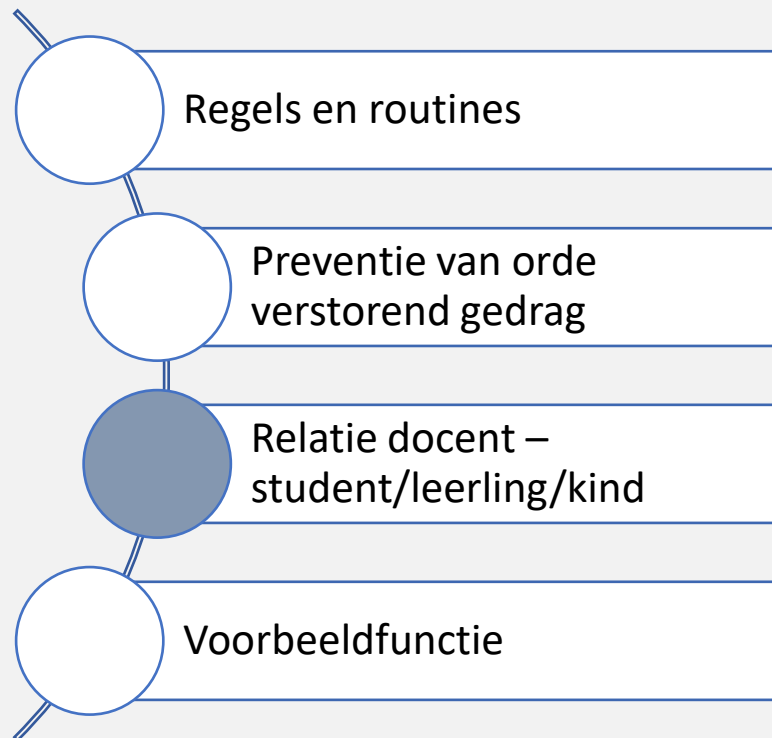 Regels en routines
Preventie van orde
verstorend gedrag
Relatie docent –
student/leerling/kind
Voorbeeldfunctie